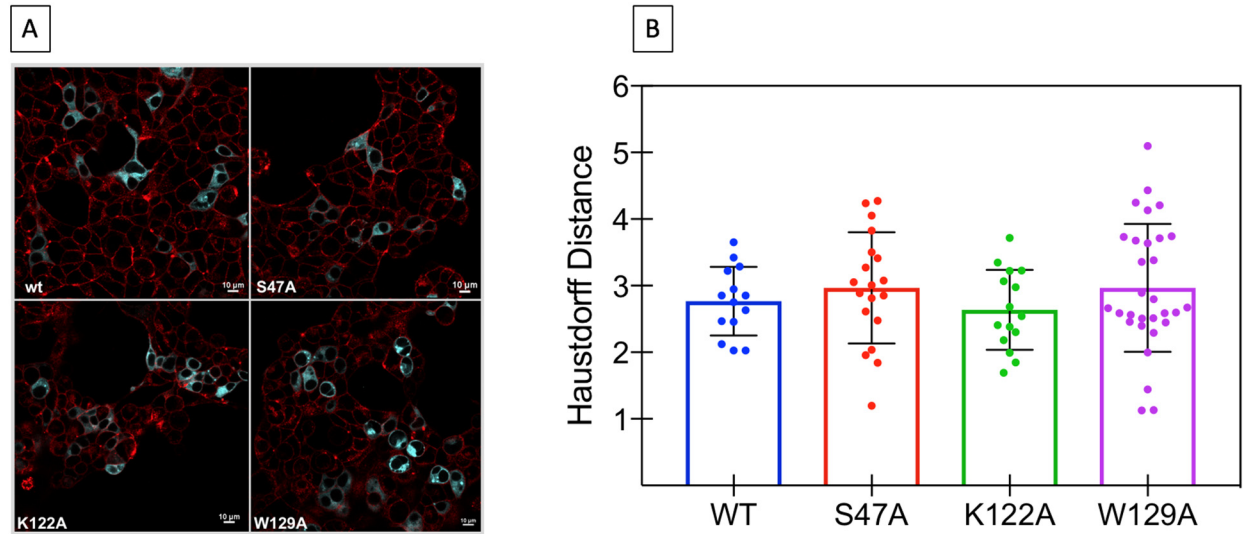 A
B
wt
10 μm
S47A
10 μm
K122A
10 μm
W129A
10 μm
Haustdorff Distance
6
5
4
3
2
1
WT
S47A
K122A
W129A